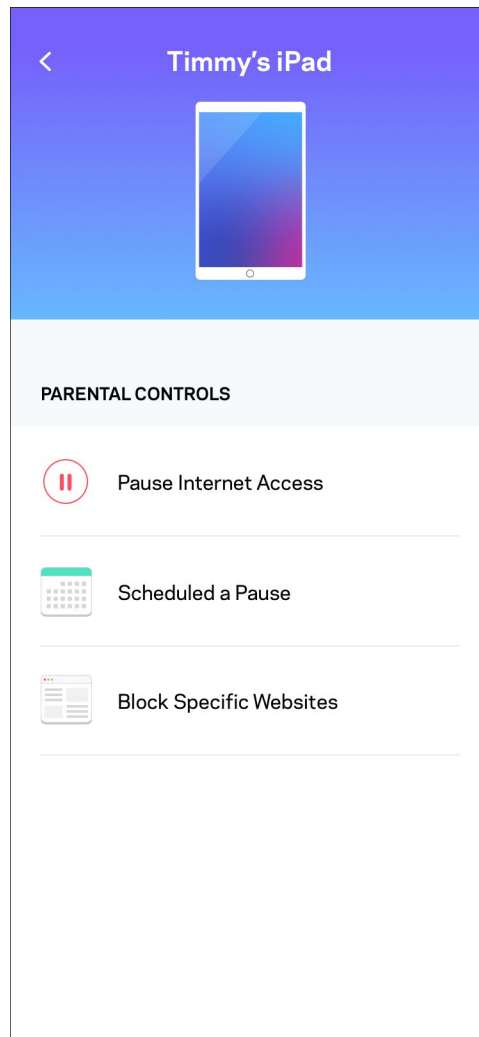 Timmy’s iPad
PARENTAL CONTROLS
Pause Internet Access
Scheduled a Pause
Block Specific Websites